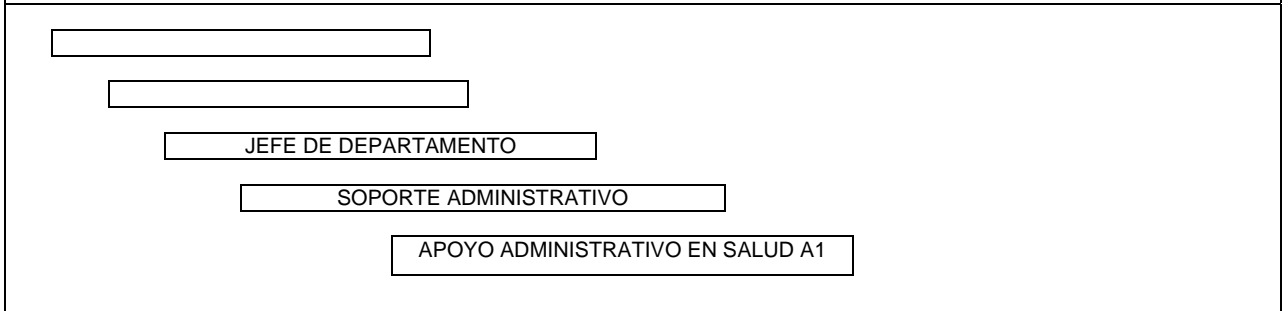 JEFE DE DEPARTAMENTO
SOPORTE ADMINISTRATIVO
APOYO ADMINISTRATIVO EN SALUD A1